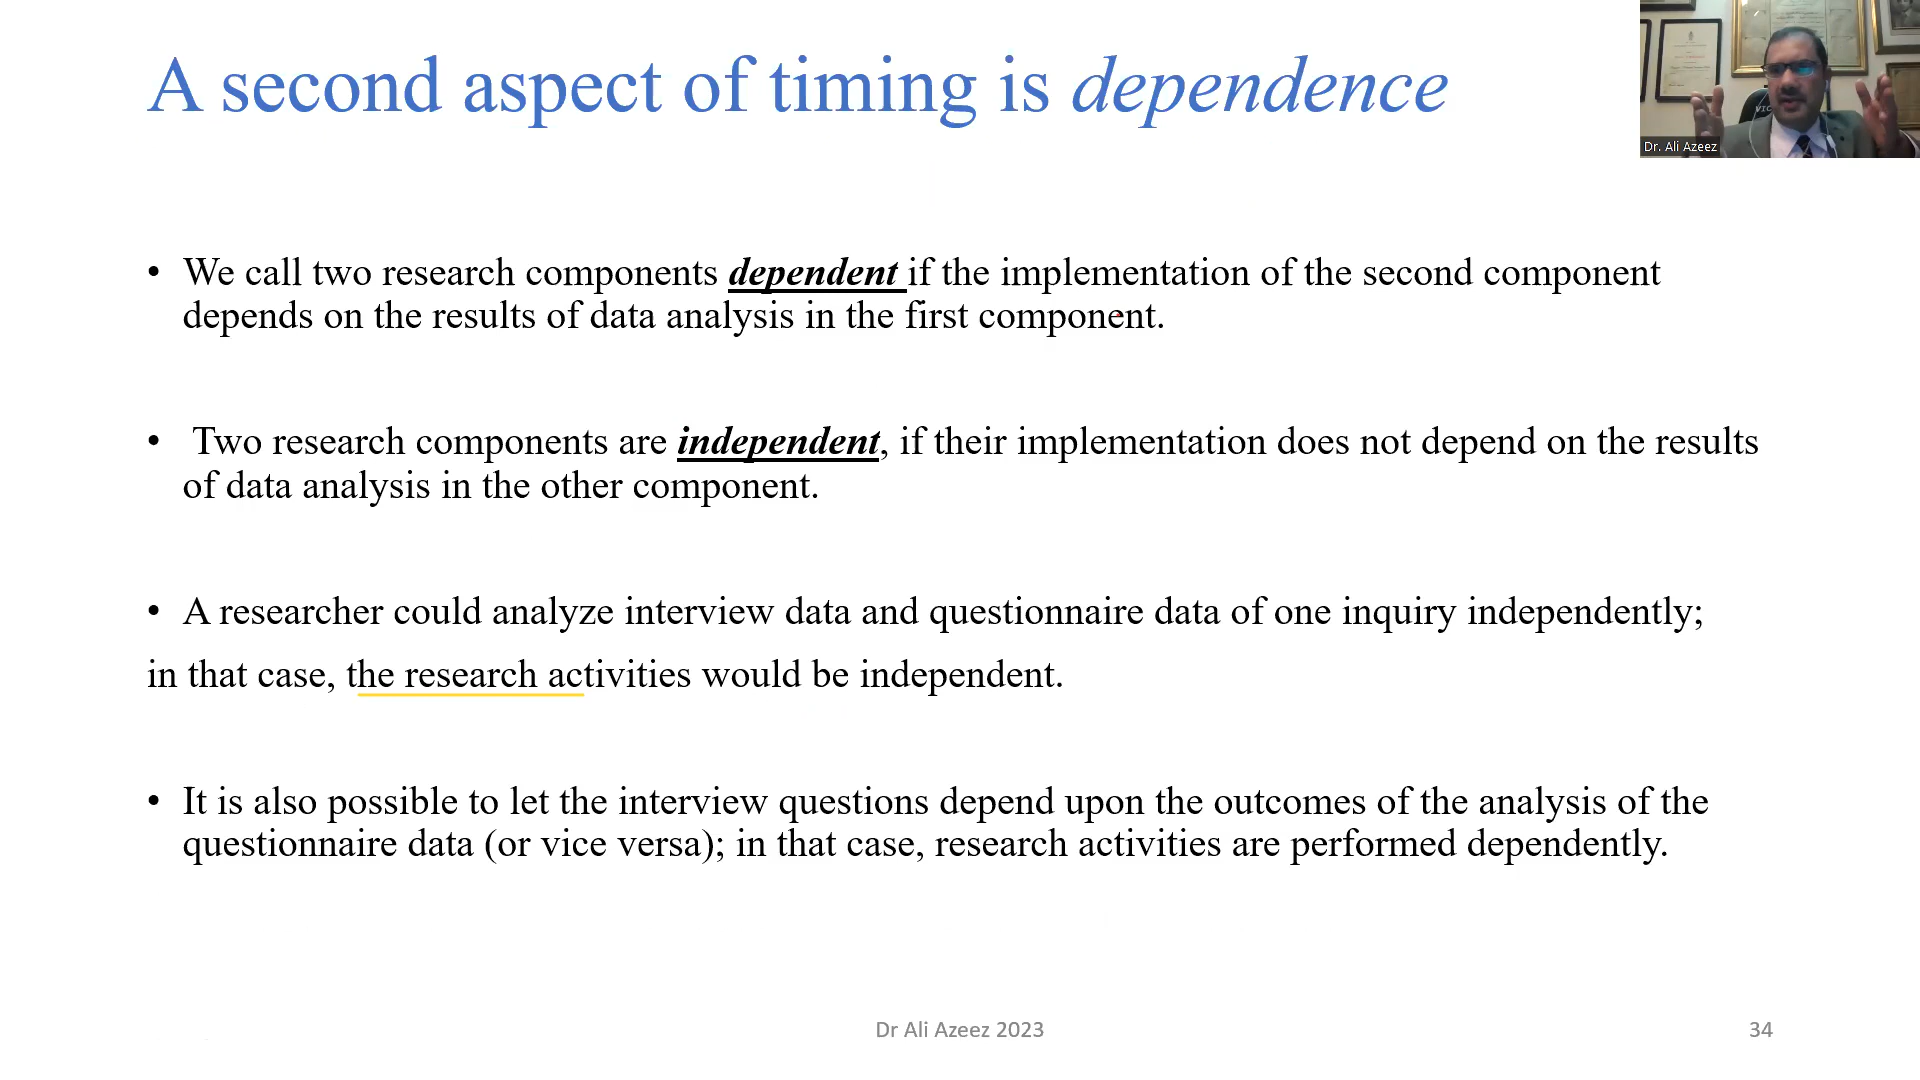 A second aspect of timing is dependence
Dr. Ali Azeez
• We call two research components dependent if the implementation of the second component
depends on the results of data analysis in the first component.
• Two research components are independent, if their implementation does not depend on the results
of data analysis in the other component.
• A researcher could analyze interview data and questionnaire data of one inquiry independently;
in that case, the research activities would be independent.
• It is also possible to let the interview questions depend upon the outcomes of the analysis of the
questionnaire data (or vice versa); in that case, research activities are performed dependently.
Dr Ali Azeez 2023
34